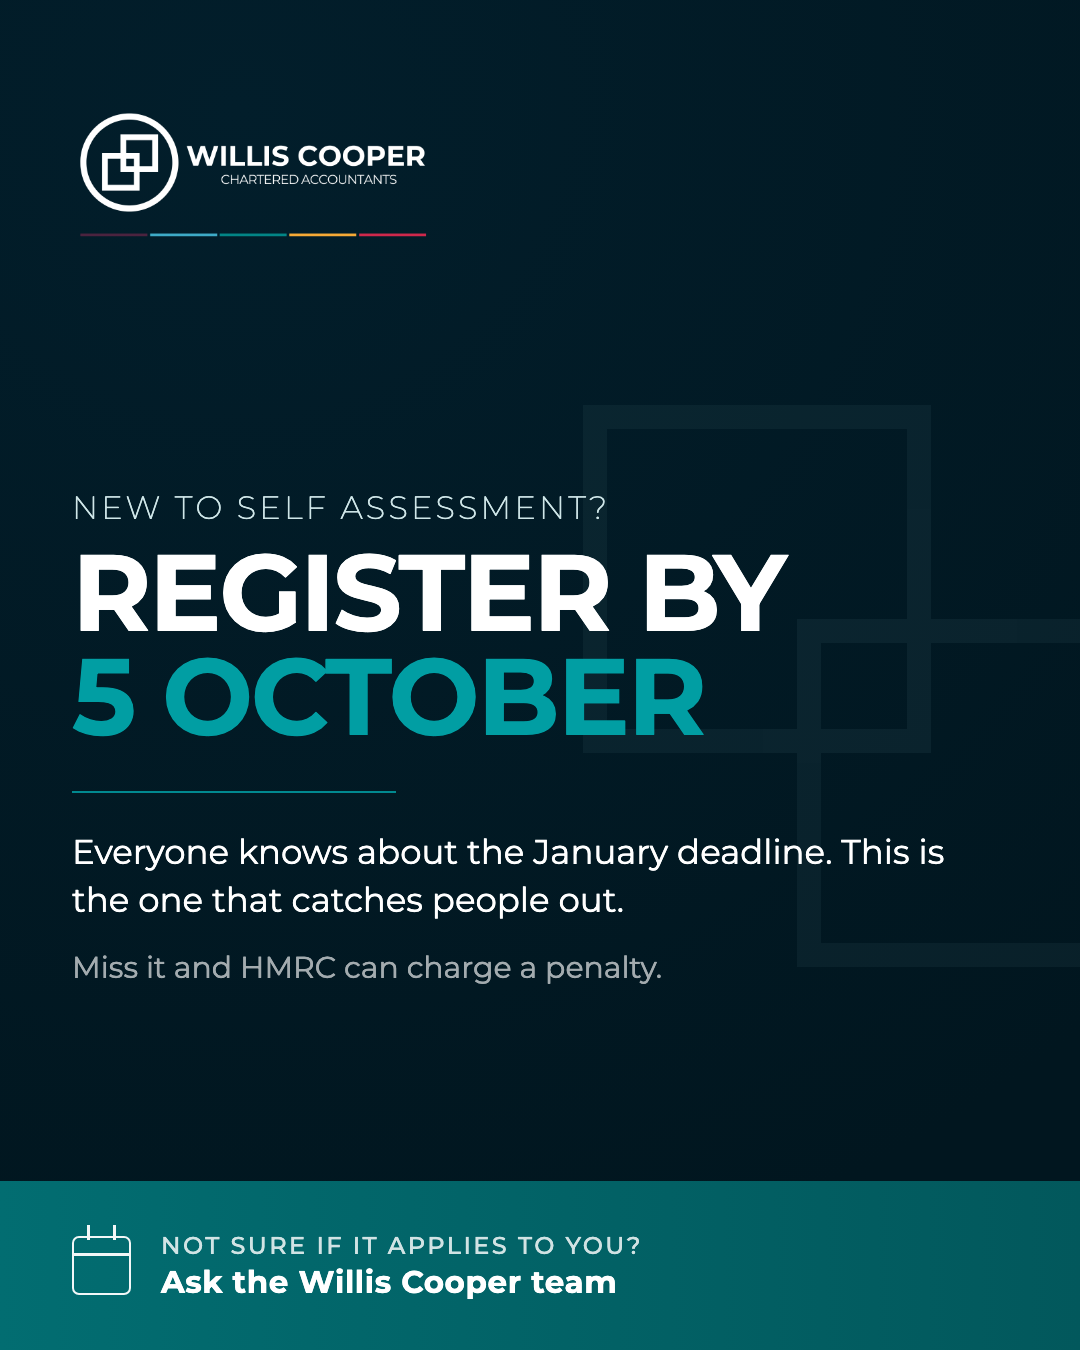 WILLIS COOPER
CHARTERED ACCOUNTANTS
NEW TO SELF ASSESSMENT?
REGISTER BY
5 OCTOBER
Everyone knows about the January deadline. This is
the one that catches people out.
Miss it and HMRC can charge a penalty.
NOT SURE IF IT APPLIES TO YOU?
Ask the Willis Cooper team